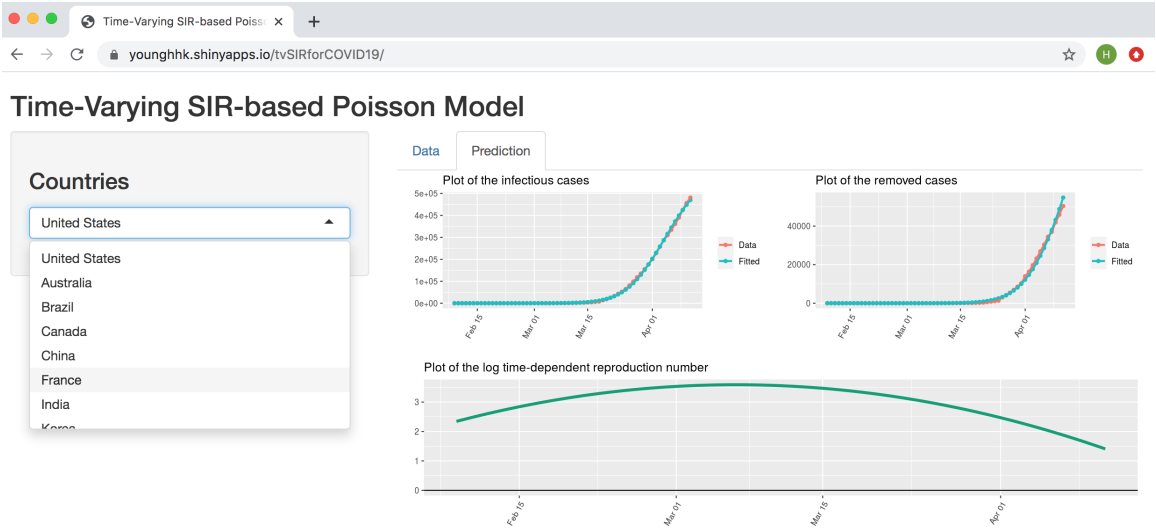 Time-Varying SIR-based Poiss
younghhk.shinyapps.io/tvSIRforCOVID19/
H
Time-Varying SIR-based Poisson Model
Countries
United States
United States
Australia
Brazil
Canada
China
France
India
Korea
Data
Prediction
Plot of the infectious cases
5e+05
4e+05
3e+05
2e+05
1e+05
0e+00
Feb 15
Mar 01
Mar 15
Apr 01
Data
Fitted
Plot of the removed cases
40000
20000
0
Feb 15
Mar 01
Mar 15
Apr 01
Data
Fitted
Plot of the log time-dependent reproduction number
3
2
1
0
Feb 15
Mar 01
Mar 15
Apr 01